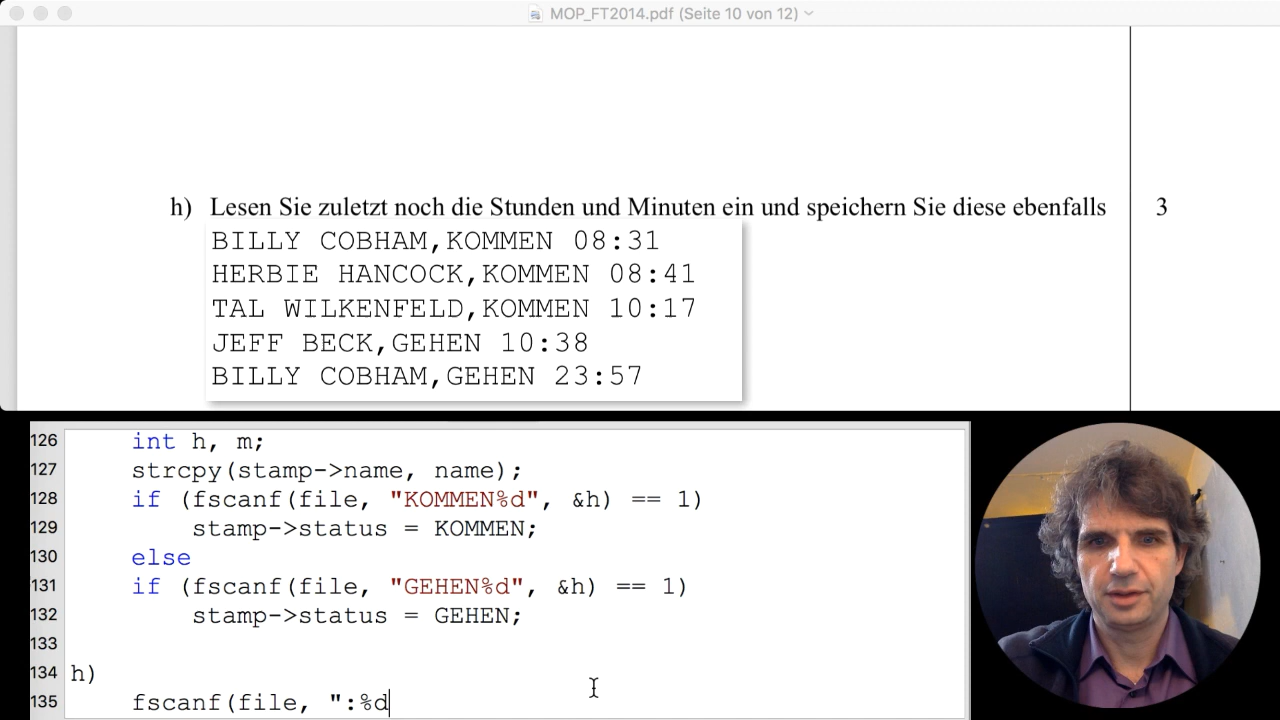 MOP_FT2014.pdf (Seite 10 von 12)
h) Lesen Sie zuletzt noch die Stunden und Minuten ein und speichern Sie diese ebenfalls 3
BILLY COBHAM,KOMMEN 08:31
HERBIE HANCOCK,KOMMEN 08:41
TAL WILKENFELD,KOMMEN 10:17
JEFF BECK,GEHEN 10:38
BILLY COBHAM,GEHEN 23:57
126 int h, m;
127 strcpy(stamp->name, name);
128 if (fscanf(file, "KOMMEN%d", &h) == 1)
129 stamp->status = KOMMEN;
130 else
131 if (fscanf(file, "GEHEN%d", &h) == 1)
132 stamp->status = GEHEN;
133
134 h)
135 fscanf(file, ":%d